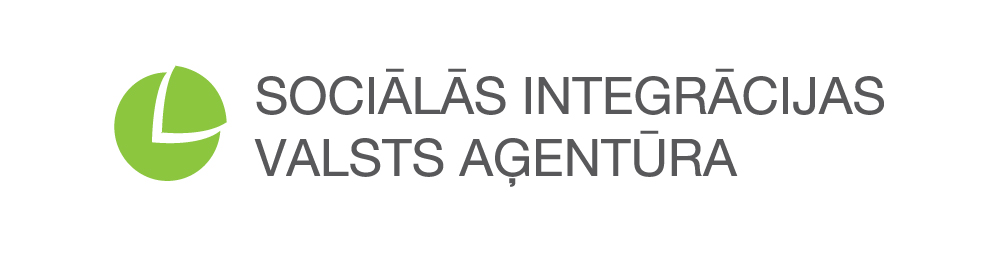 SOCIĀLĀS INTEGRĀCIJAS
VALSTS AĢENTŪRA